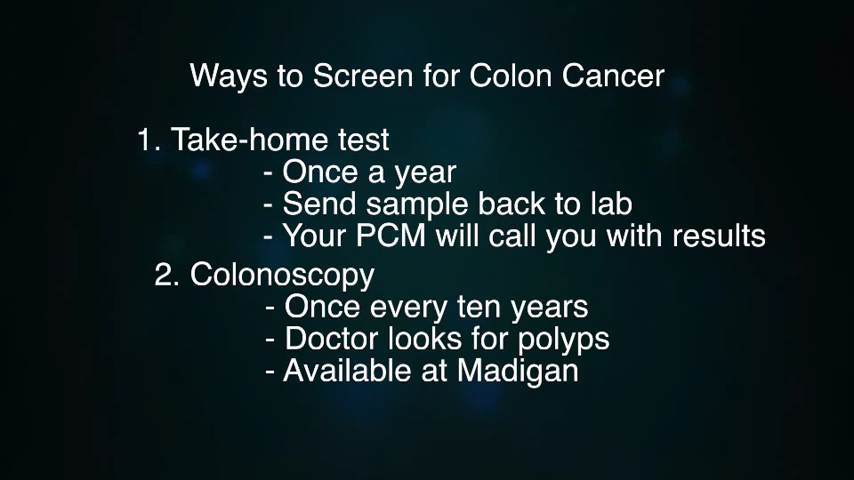 Ways to Screen for Colon Cancer
1. Take-home test
- Once a year
- Send sample back to lab
- Your PCM will call you with results
2. Colonoscopy
- Once every ten years
- Doctor looks for polyps
- Available at Madigan